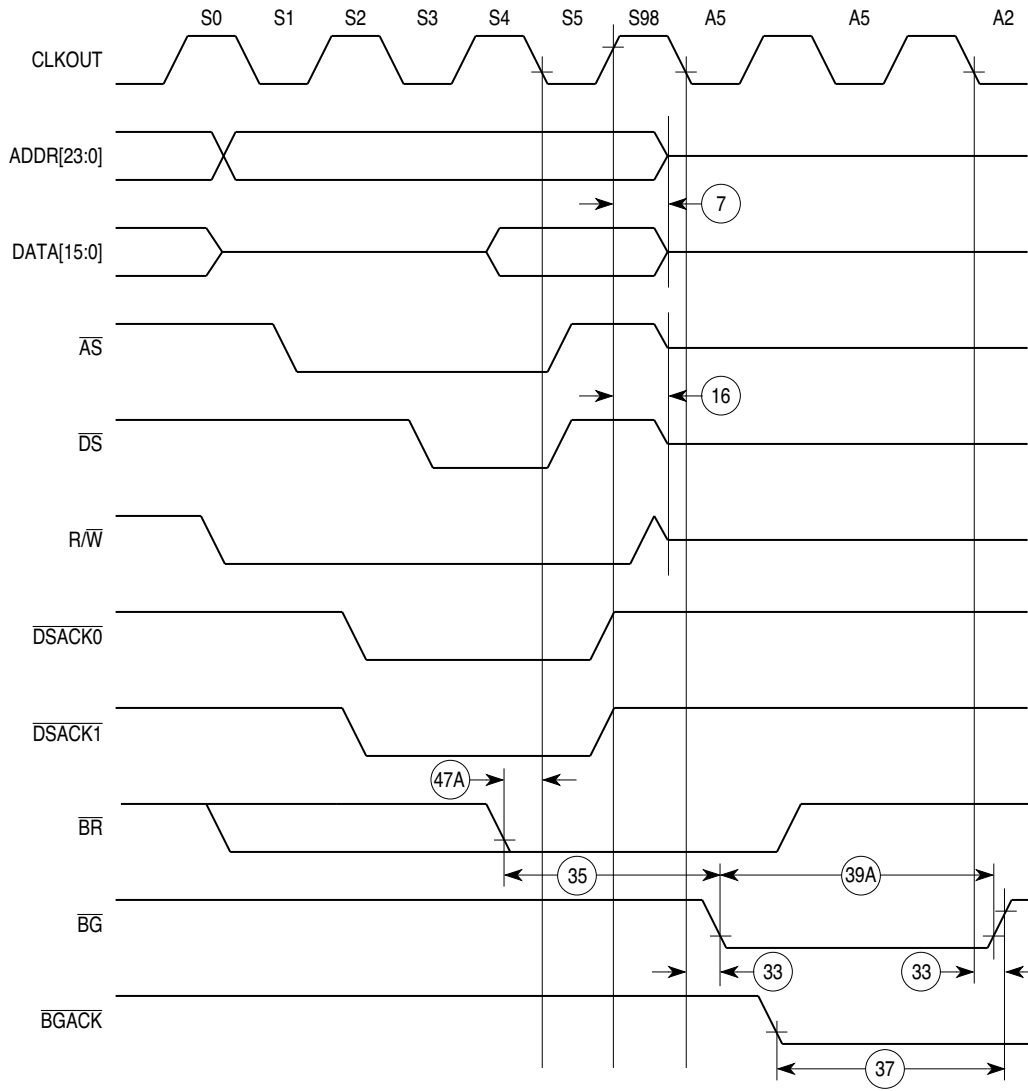 S0 S1 S2 S3 S4 S5 S98 A5 A5 A2
CLKOUT
ADDR[23:0]
7
DATA[15:0]
AS
16
DS
R/W
DSACK0
DSACK1
47A
BR
35 39A
BG
33 33
BGACK
37